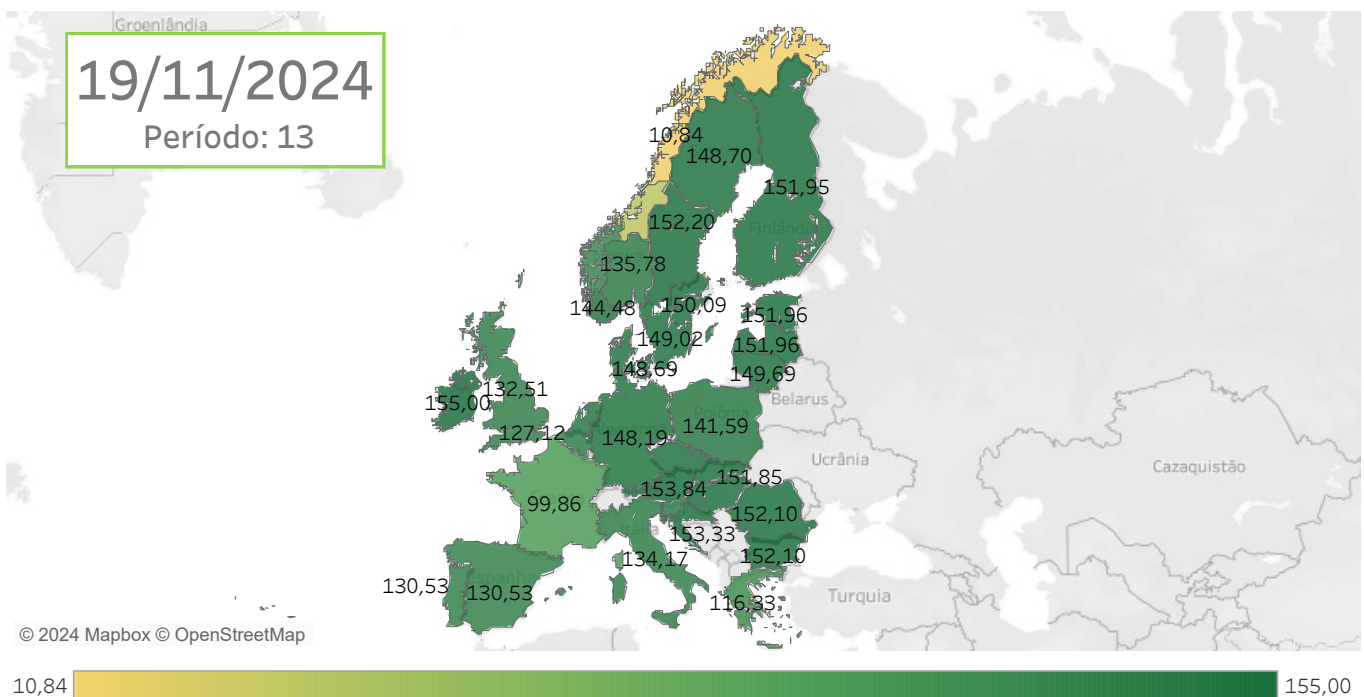 Groenlândia
19/11/2024
Período: 13
10,84
148,70
151,95
152,20
Finlândia
135,78
144,48
150,09
151,96
149,02
151,96
148,69
149,69
132,51
155,00
Belarus
Polônia
127,12
148,19
141,59
Ucrânia
Cazaquistão
151,85
153,84
99,86
152,10
Itália
153,33
134,17
152,10
130,53
Espanha
130,53
116,33
Turquia
© 2024 Mapbox © OpenStreetMap
10,84
155,00